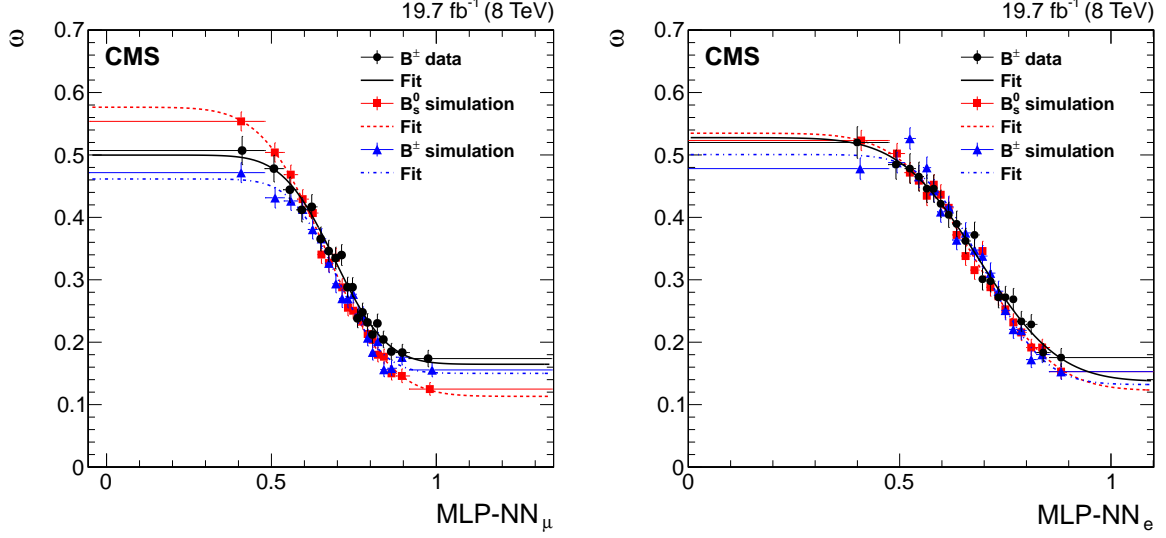 19.7 fb⁻¹ (8 TeV)
ω
CMS
B± data
Fit
B⁰ₛ simulation
Fit
B± simulation
Fit
0.7
0.6
0.5
0.4
0.3
0.2
0.1
0
0 0.5 1
MLP-NN μ
19.7 fb⁻¹ (8 TeV)
ω
CMS
B± data
Fit
B⁰ₛ simulation
Fit
B± simulation
Fit
0.7
0.6
0.5
0.4
0.3
0.2
0.1
0
0 0.5 1
MLP-NN e